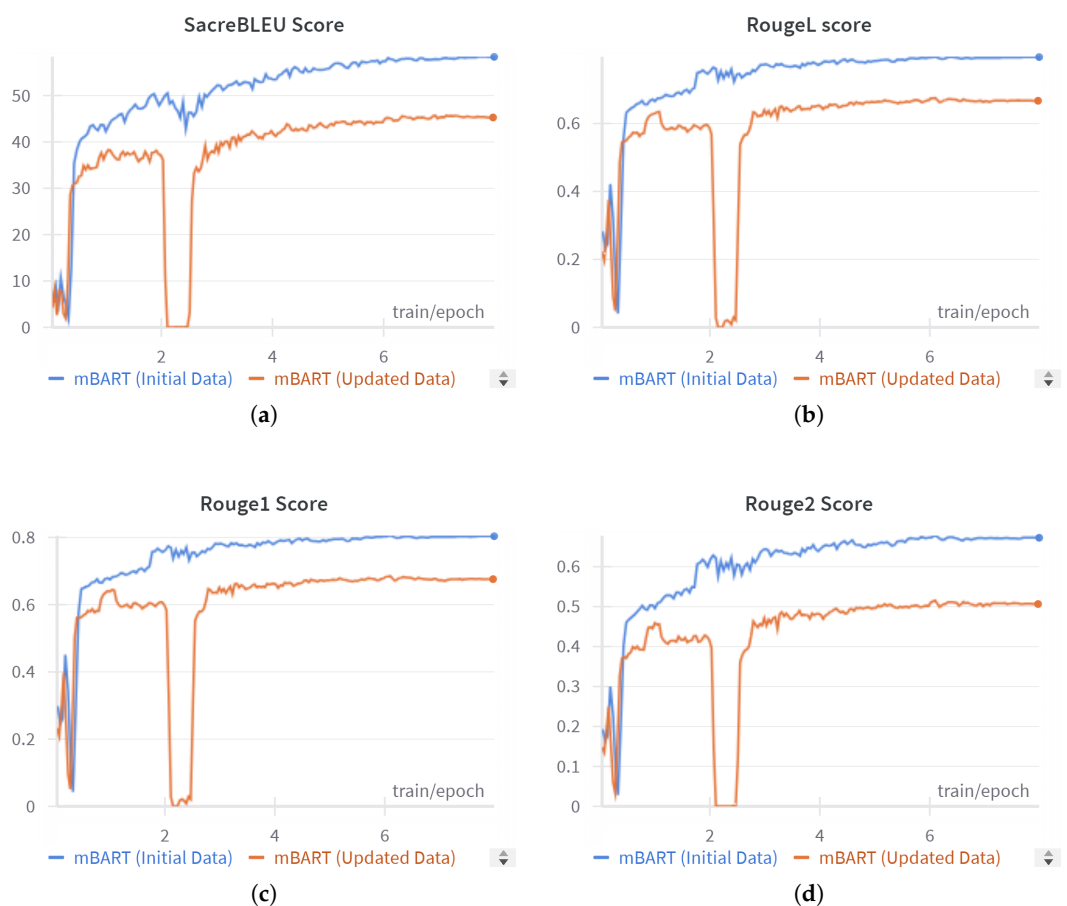 SacreBLEU Score
50
40
30
20
10
0
train/epoch
2 4 6
mBART (Initial Data) mBART (Updated Data)
(a)
RougeL score
0.6
0.4
0.2
0
train/epoch
2 4 6
mBART (Initial Data) mBART (Updated Data)
(b)
Rouge1 Score
0.8
0.6
0.4
0.2
0
train/epoch
2 4 6
mBART (Initial Data) mBART (Updated Data)
(c)
Rouge2 Score
0.6
0.5
0.4
0.3
0.2
0.1
0
train/epoch
2 4 6
mBART (Initial Data) mBART (Updated Data)
(d)